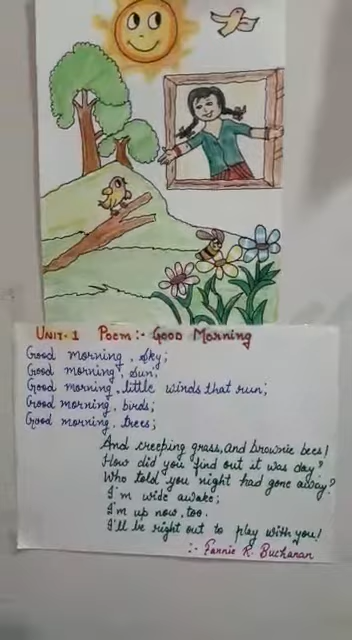 Unit-1 Poem:- Good Morning
Good morning, Sky;
Good morning, Sun;
Good morning, little winds that run;
Good morning, birds;
Good morning, trees;
And creeping grass, and brownie bees!
How did you find out it was day?
Who told you night had gone away?
I'm wide awake;
I'm up now, too.
I'll be right out to play with you!
:- Fannie R. Buchanan